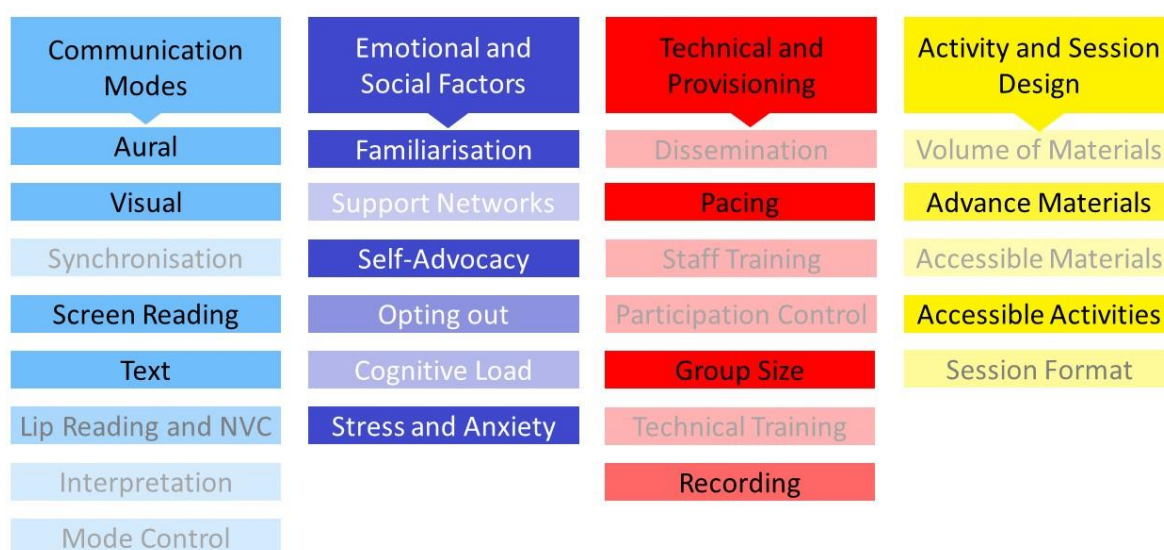 Communication
Modes
Aural
Visual
Synchronisation
Screen Reading
Text
Lip Reading and NVC
Interpretation
Mode Control
Emotional and
Social Factors
Familiarisation
Support Networks
Self-Advocacy
Opting out
Cognitive Load
Stress and Anxiety
Technical and
Provisioning
Dissemination
Pacing
Staff Training
Participation Control
Group Size
Technical Training
Recording
Activity and Session
Design
Volume of Materials
Advance Materials
Accessible Materials
Accessible Activities
Session Format